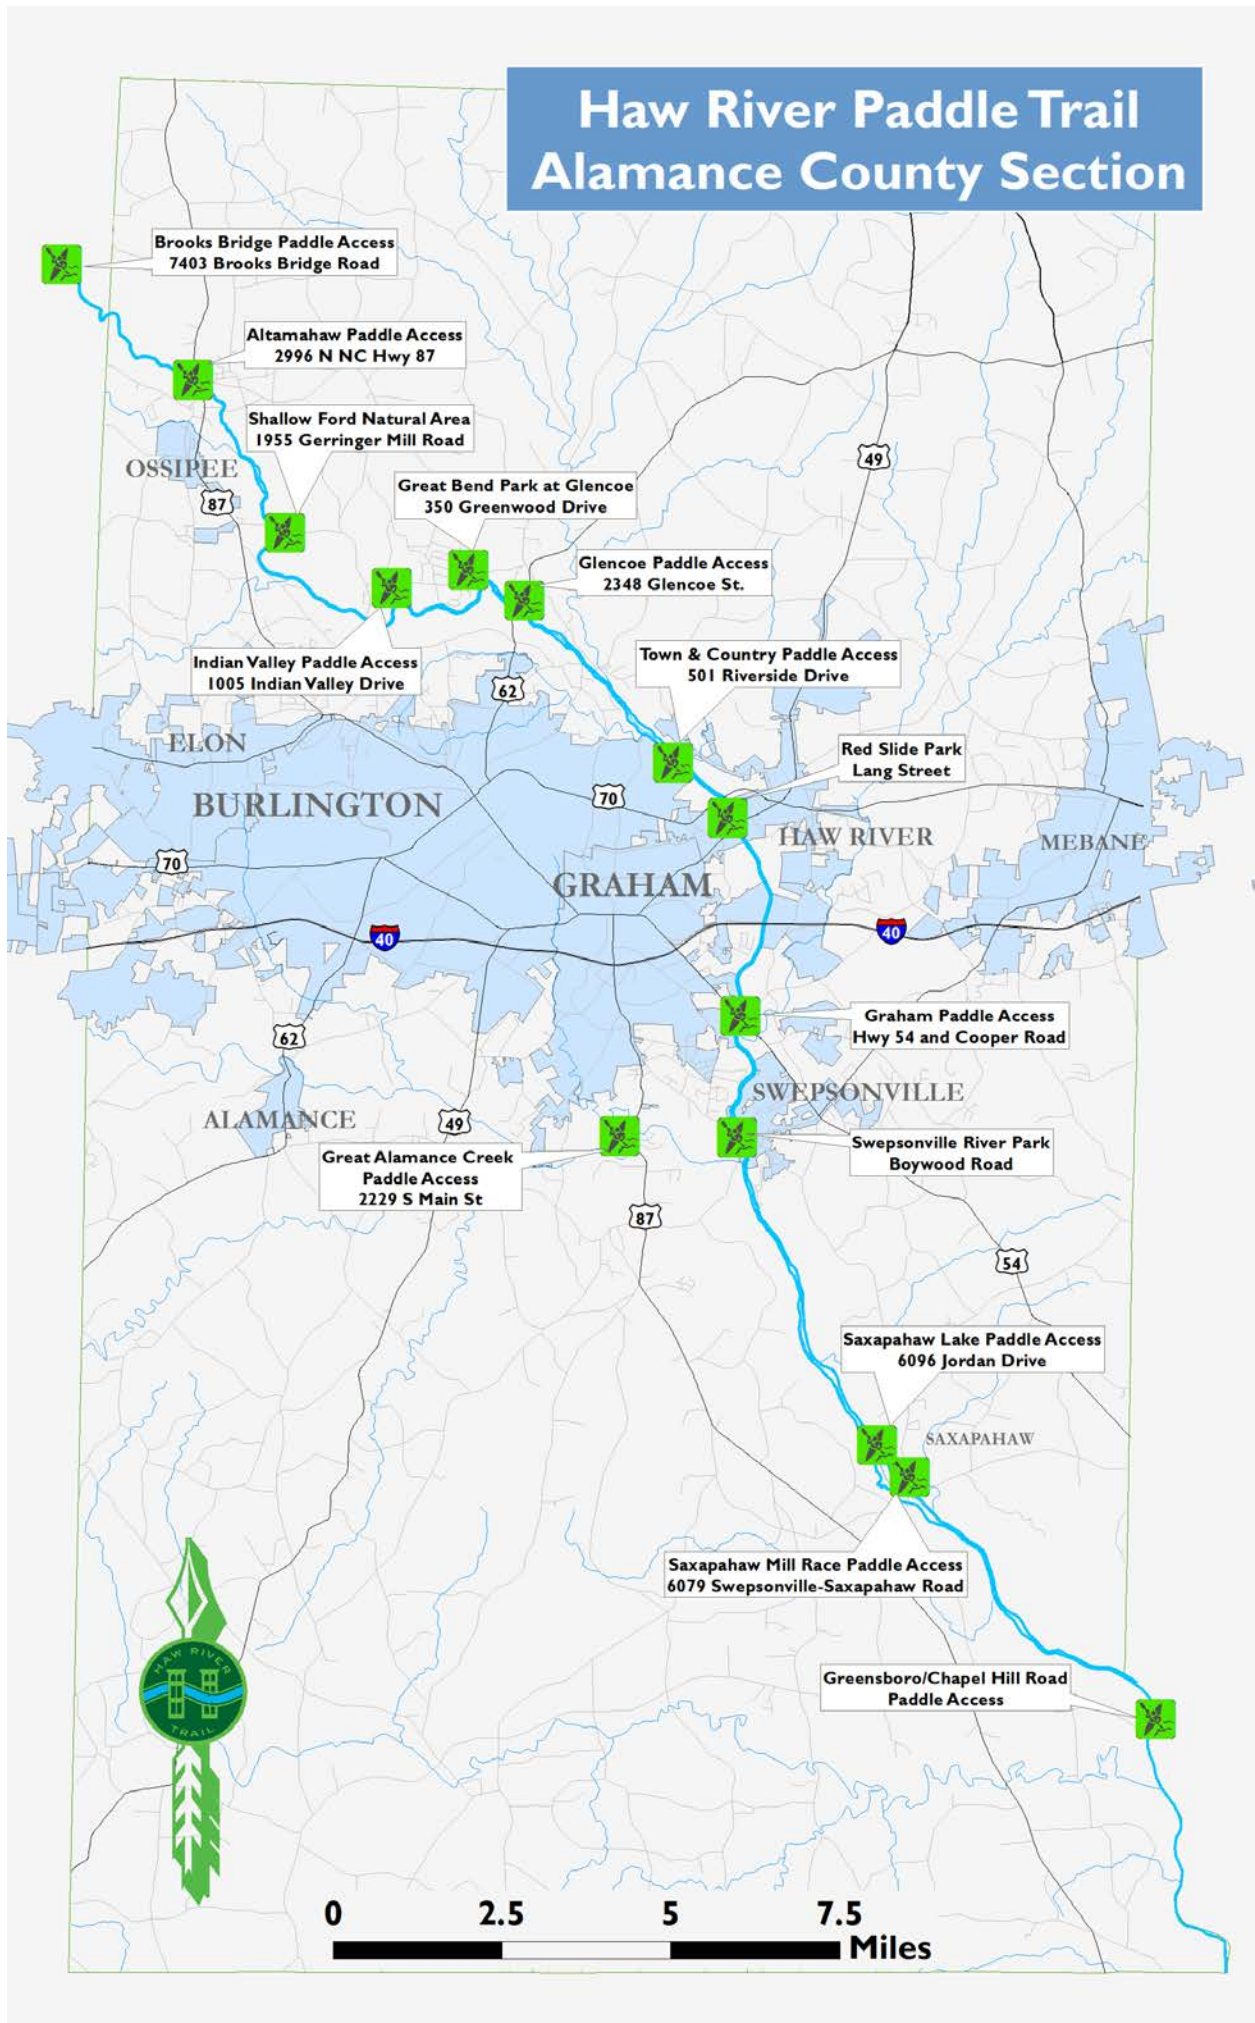 Haw River Paddle Trail
Alamance County Section
Brooks Bridge Paddle Access
7403 Brooks Bridge Road
Altamahaw Paddle Access
2996 N NC Hwy 87
Shallow Ford Natural Area
1955 Gerringer Mill Road
OSSIPEE
87
49
Great Bend Park at Glencoe
350 Greenwood Drive
Glencoe Paddle Access
2348 Glencoe St.
Indian Valley Paddle Access
1005 Indian Valley Drive
62
Town & Country Paddle Access
501 Riverside Drive
ELON
Red Slide Park
Lang Street
BURLINGTON
70
HAW RIVER
MEBANE
70
GRAHAM
40
40
Graham Paddle Access
Hwy 54 and Cooper Road
62
SWEPSONVILLE
ALAMANCE
49
Swepsonville River Park
Boywood Road
Great Alamance Creek
Paddle Access
2229 S Main St
87
54
Saxapahaw Lake Paddle Access
6096 Jordan Drive
SAXAPAHAW
Saxapahaw Mill Race Paddle Access
6079 Swepsonville-Saxapahaw Road
HAW RIVER
TRAIL
Greensboro/Chapel Hill Road
Paddle Access
0 2.5 5 7.5
Miles